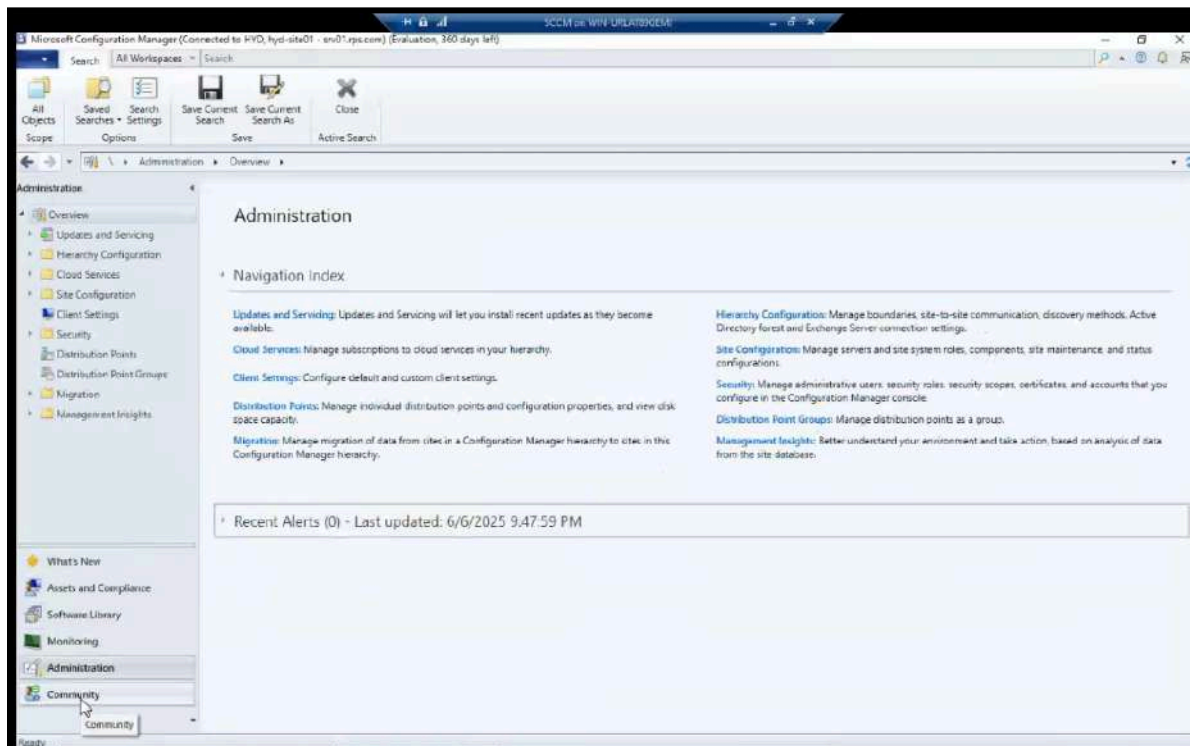 SCCM on WIN-URLAT89GEMI
Microsoft Configuration Manager (Connected to HYD, hyd-site01 - srv01.rps.com) (Evaluation, 360 days left)
Search All Workspaces Search
All Objects
Saved Searches
Search Settings
Save Current Search
Save Current Search As
Close
Scope Options Save Active Search
\ Administration Overview
Administration
Overview
Updates and Servicing
Hierarchy Configuration
Cloud Services
Site Configuration
Client Settings
Security
Distribution Points
Distribution Point Groups
Migration
Management Insights
What's New
Assets and Compliance
Software Library
Monitoring
Administration
Community
Community
Ready
Administration
Navigation Index
Updates and Servicing: Updates and Servicing will let you install recent updates as they become
available.
Cloud Services: Manage subscriptions to cloud services in your hierarchy.
Client Settings: Configure default and custom client settings.
Distribution Points: Manage individual distribution points and configuration properties, and view disk
space capacity.
Migration: Manage migration of data from sites in a Configuration Manager hierarchy to sites in this
Configuration Manager hierarchy.
Hierarchy Configuration: Manage boundaries, site-to-site communication, discovery methods, Active
Directory forest and Exchange Server connection settings.
Site Configuration: Manage servers and site system roles, components, site maintenance, and status
configurations.
Security: Manage administrative users, security roles, security scopes, certificates, and accounts that you
configure in the Configuration Manager console.
Distribution Point Groups: Manage distribution points as a group.
Management Insights: Better understand your environment and take action, based on analysis of data
from the site database.
Recent Alerts (0) - Last updated: 6/6/2025 9:47:59 PM